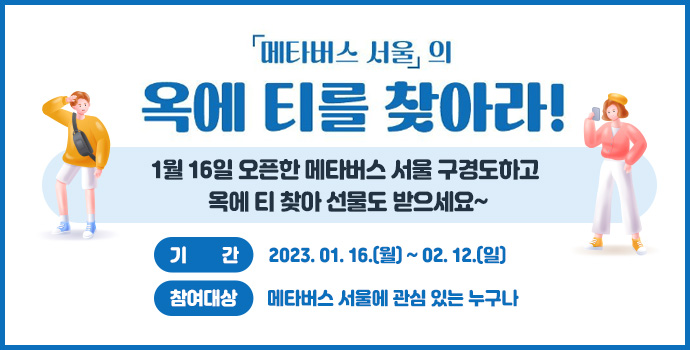 「메타버스 서울」의
옥에 티를 찾아라!
1월 16일 오픈한 메타버스 서울 구경도하고
옥에 티 찾아 선물도 받으세요~
기 간 2023. 01. 16.(월) ~ 02. 12.(일)
참여대상 메타버스 서울에 관심 있는 누구나